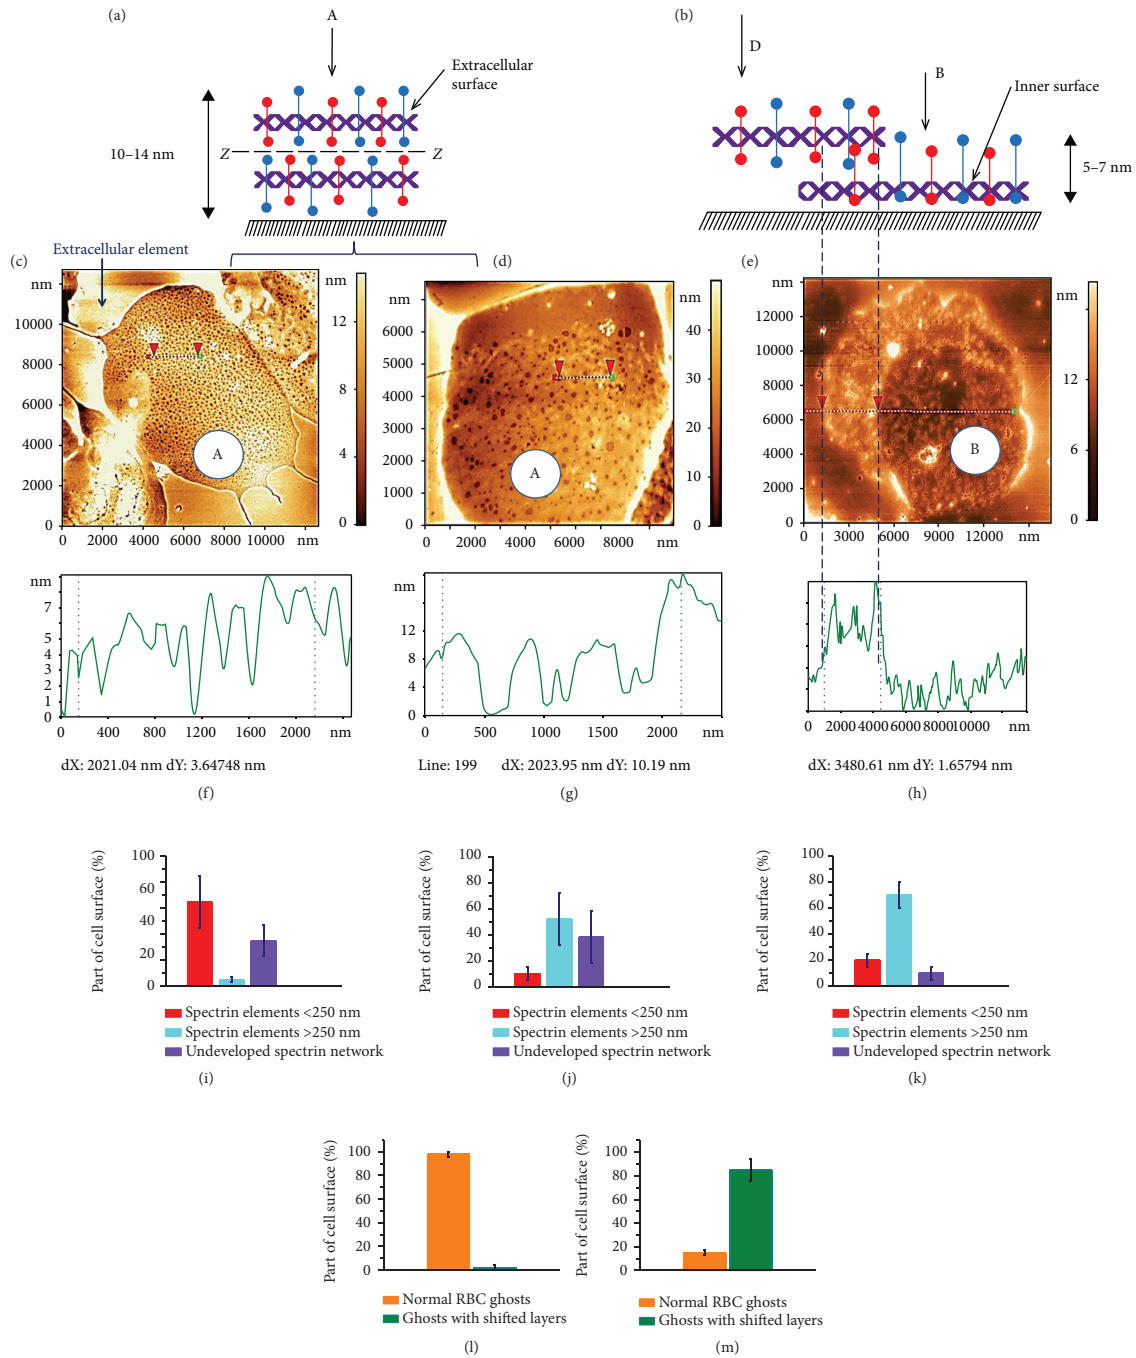 (a)
A
Extracellular
surface
10–14 nm
Z
Z
(b)
D
B
Inner surface
5–7 nm
Extracellular element
(c)
nm
10000
8000
6000
4000
2000
0
A
0 2000 4000 6000 8000 10000
nm
nm
12
8
4
0
(d)
nm
6000
5000
4000
3000
2000
1000
0
A
0 2000 4000 6000 8000
nm
nm
40
30
20
10
0
(e)
nm
12000
10000
8000
6000
4000
2000
0
B
0 3000 6000 9000 12000
nm
nm
12
6
0
nm
7
5
4
3
2
1
0
0 400 800 1200 1600 2000
nm
dX: 2021.04 nm dY: 3.64748 nm
(f)
nm
12
8
4
0
0 500 1000 1500 2000
nm
Line: 199 dX: 2023.95 nm dY: 10.19 nm
(g)
0 2000 4000 6000 8000 10000
nm
dX: 3480.61 nm dY: 1.65794 nm
(h)
Part of cell surface (%)
100
60
40
20
0
Spectrin elements <250 nm
Spectrin elements >250 nm
Undeveloped spectrin network
(i)
Part of cell surface (%)
100
80
60
40
20
0
Spectrin elements <250 nm
Spectrin elements >250 nm
Undeveloped spectrin network
(j)
Part of cell surface (%)
100
80
60
40
20
0
Spectrin elements <250 nm
Spectrin elements >250 nm
Undeveloped spectrin network
(k)
Part of cell surface (%)
100
80
60
40
20
0
Normal RBC ghosts
Ghosts with shifted layers
(l)
Part of cell surface (%)
100
80
60
40
20
0
Normal RBC ghosts
Ghosts with shifted layers
(m)